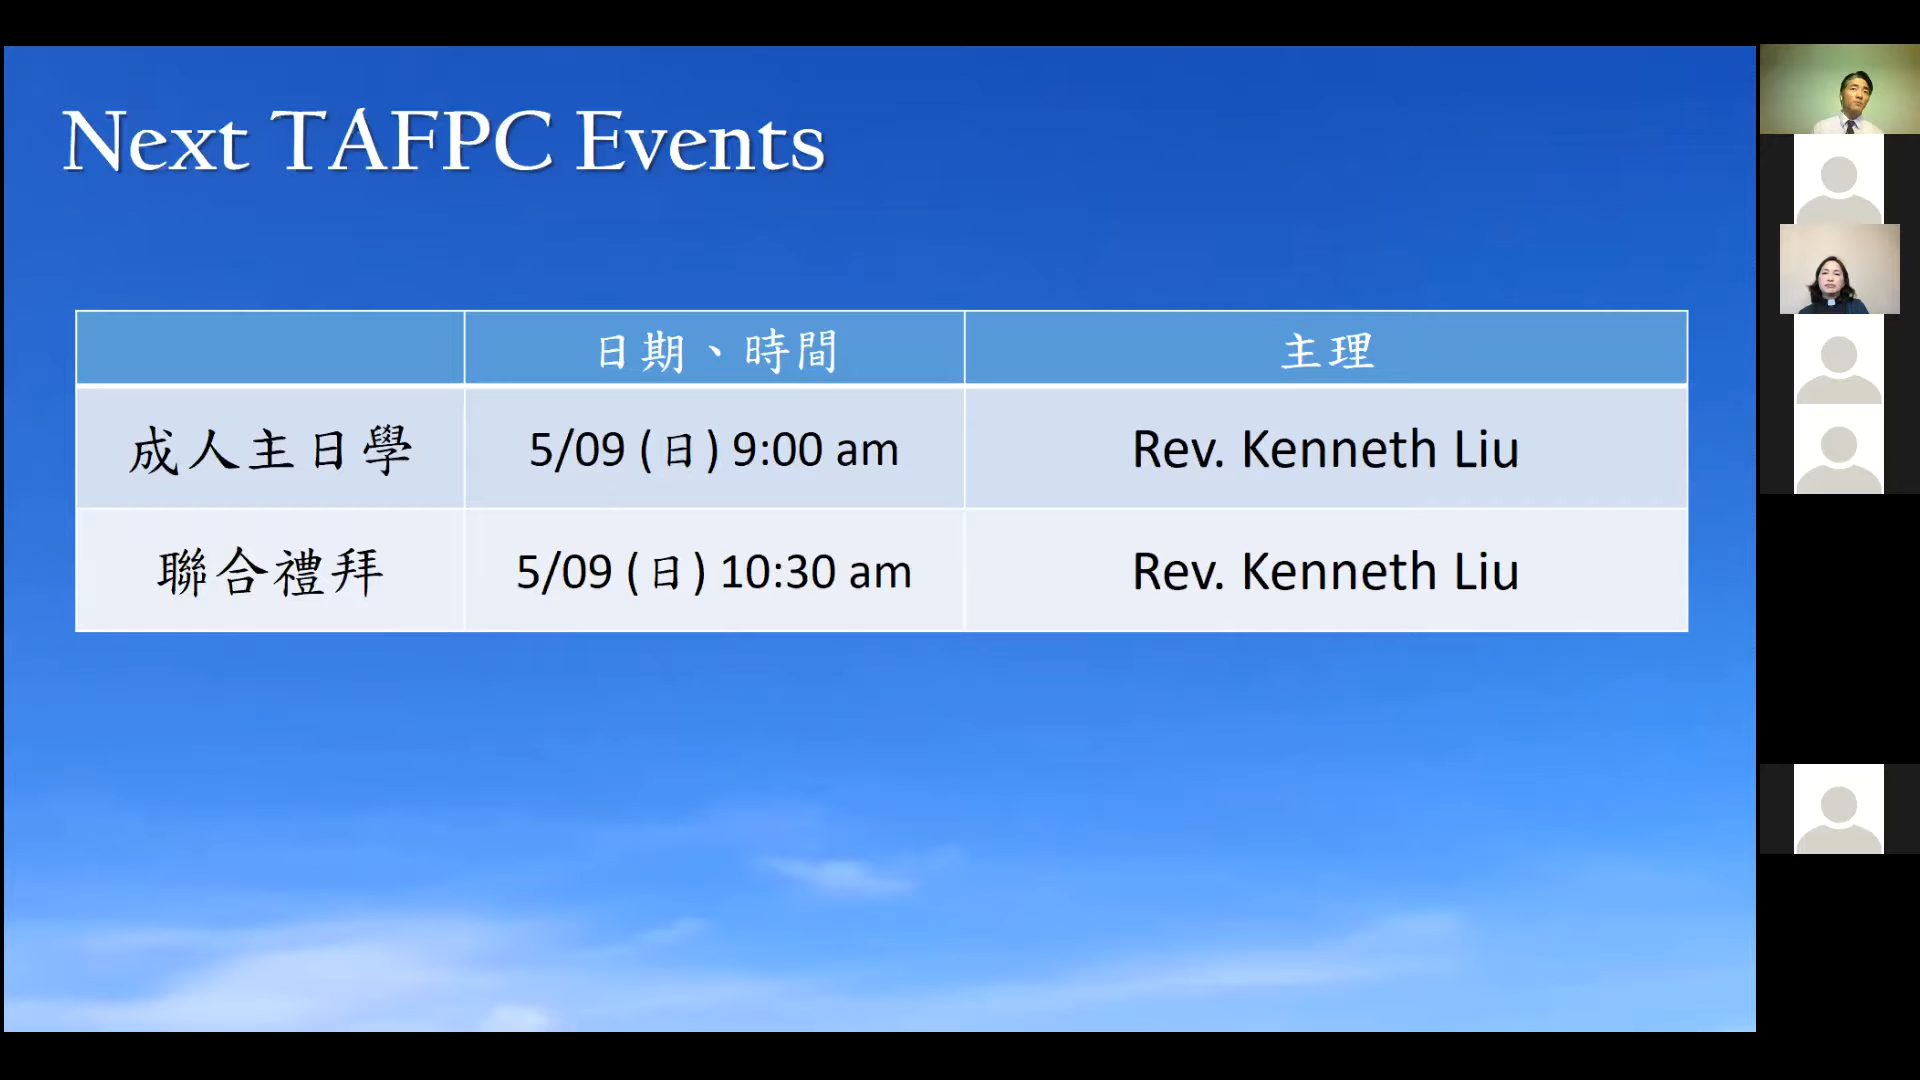 Next TAFPC Events
日期、時間 主理
成人主日學 5/09 (日) 9:00 am Rev. Kenneth Liu
聯合禮拜 5/09 (日) 10:30 am Rev. Kenneth Liu